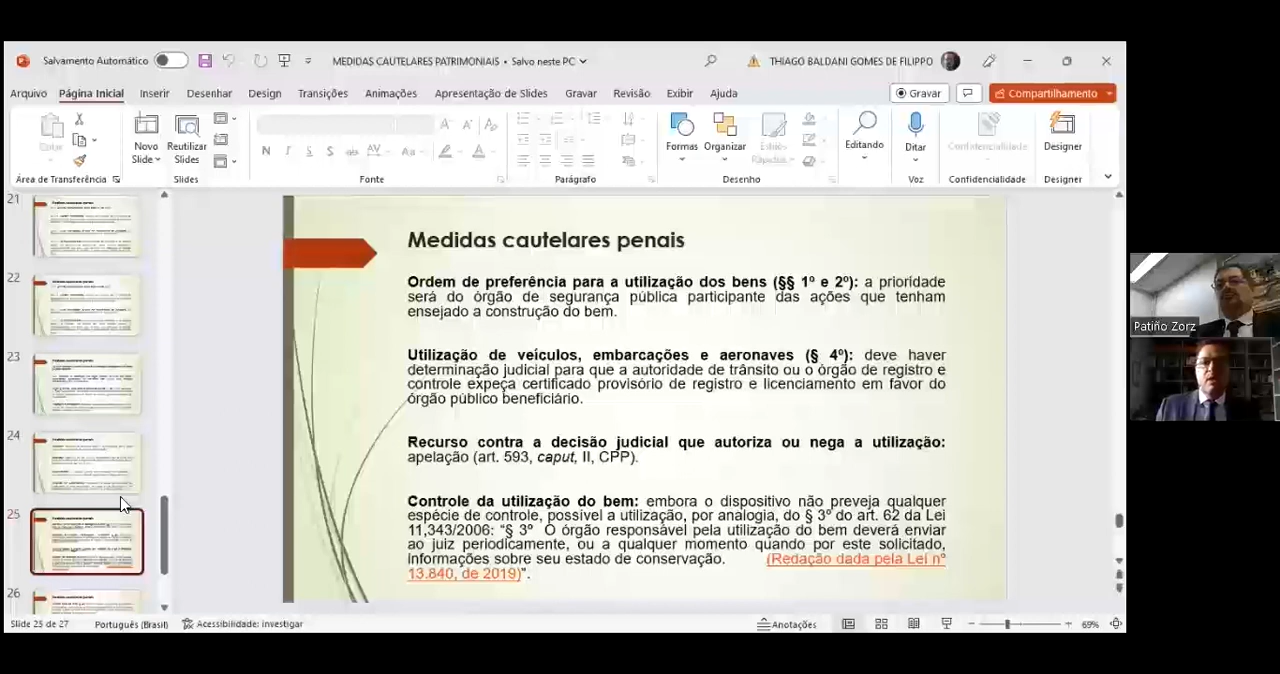 Salvamento Automático
MEDIDAS CAUTELARES PATRIMONIAIS • Salvo neste PC
THIAGO BALDANI GOMES DE FILIPPO
Arquivo Página Inicial Inserir Desenhar Design Transições Animações Apresentação de Slides Gravar Revisão Exibir Ajuda
Gravar
Compartilhamento
Colar
Novo
Slide
Reutilizar
Slides
N I S S
Aa
Formas
Organizar
Estilos
Rápidos
Editando
Ditar
Confidencialidade
Designer
Área de Transferência
Slides
Fonte
Parágrafo
Desenho
Voz
Confidencialidade
Designer
21
22
23
24
25
26
Medidas cautelares penais
Ordem de preferência para a utilização dos bens (§§ 1º e 2º): a prioridade
será do órgão de segurança pública participante das ações que tenham
ensejado a construção do bem.
Utilização de veículos, embarcações e aeronaves (§ 4º): deve haver
determinação judicial para que a autoridade de trânsito ou o órgão de registro e
controle expeça certificado provisório de registro e licenciamento em favor do
órgão público beneficiário.
Recurso contra a decisão judicial que autoriza ou nega a utilização:
apelação (art. 593, caput, II, CPP).
Controle da utilização do bem: embora o dispositivo não preveja qualquer
espécie de controle, possível a utilização, por analogia, do § 3º do art. 62 da Lei
11.343/2006: "§ 3º O órgão responsável pela utilização do bem deverá enviar
ao juiz periodicamente, ou a qualquer momento quando por este solicitado,
informações sobre seu estado de conservação. (Redação dada pela Lei nº
13.840, de 2019)".
Patiño Zorz
Slide 25 de 27
Português (Brasil)
Acessibilidade: investigar
Anotações
69%